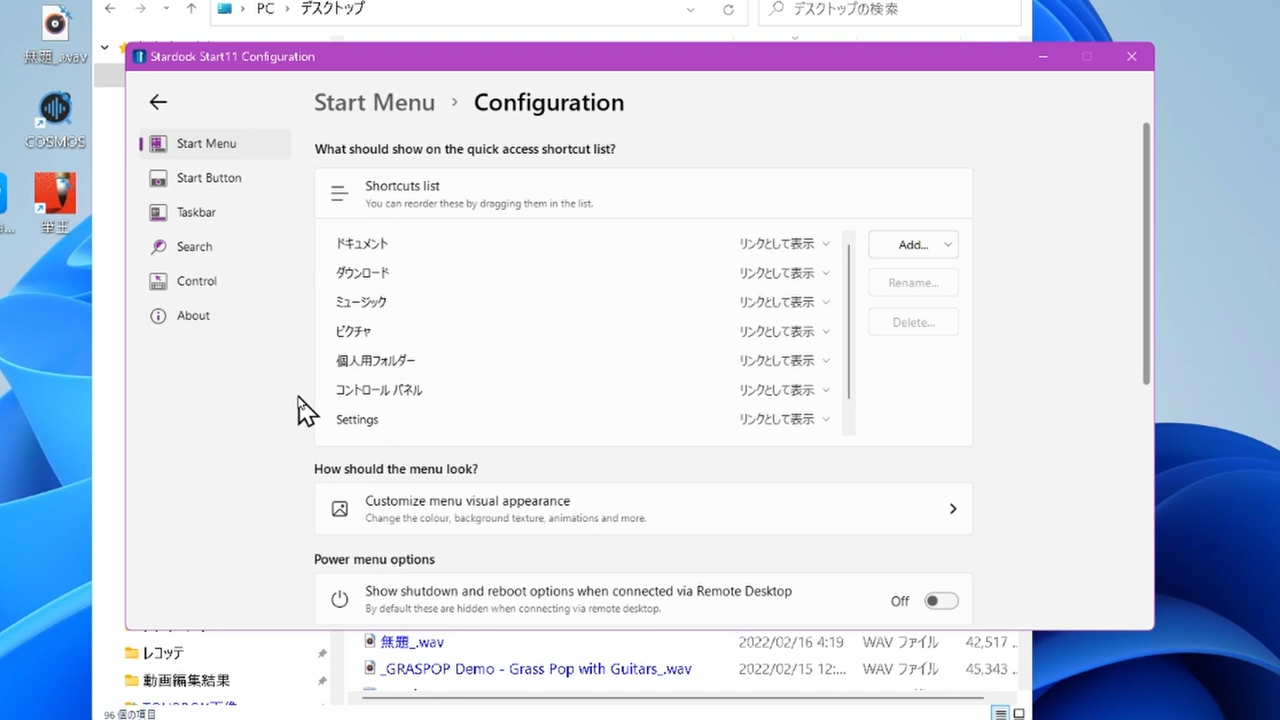 PC › デスクトップ
デスクトップの検索
無題_.wav
COSMOS
筆王
Stardock Start11 Configuration
Start Menu › Configuration
Start Menu
Start Button
Taskbar
Search
Control
About
What should show on the quick access shortcut list?
Shortcuts list
You can reorder these by dragging them in the list.
ドキュメント リンクとして表示
ダウンロード リンクとして表示
ミュージック リンクとして表示
ピクチャ リンクとして表示
個人用フォルダー リンクとして表示
コントロール パネル リンクとして表示
Settings リンクとして表示
Add...
Rename...
Delete...
How should the menu look?
Customize menu visual appearance
Change the colour, background texture, animations and more.
Power menu options
Show shutdown and reboot options when connected via Remote Desktop
By default these are hidden when connecting via remote desktop.
Off
レコッテ
動画編集結果
無題_.wav 2022/02/16 4:19 WAV ファイル 42,517 ..
_GRASPOP Demo - Grass Pop with Guitars_.wav 2022/02/15 12:... WAV ファイル 45,343 ..
96 個の項目